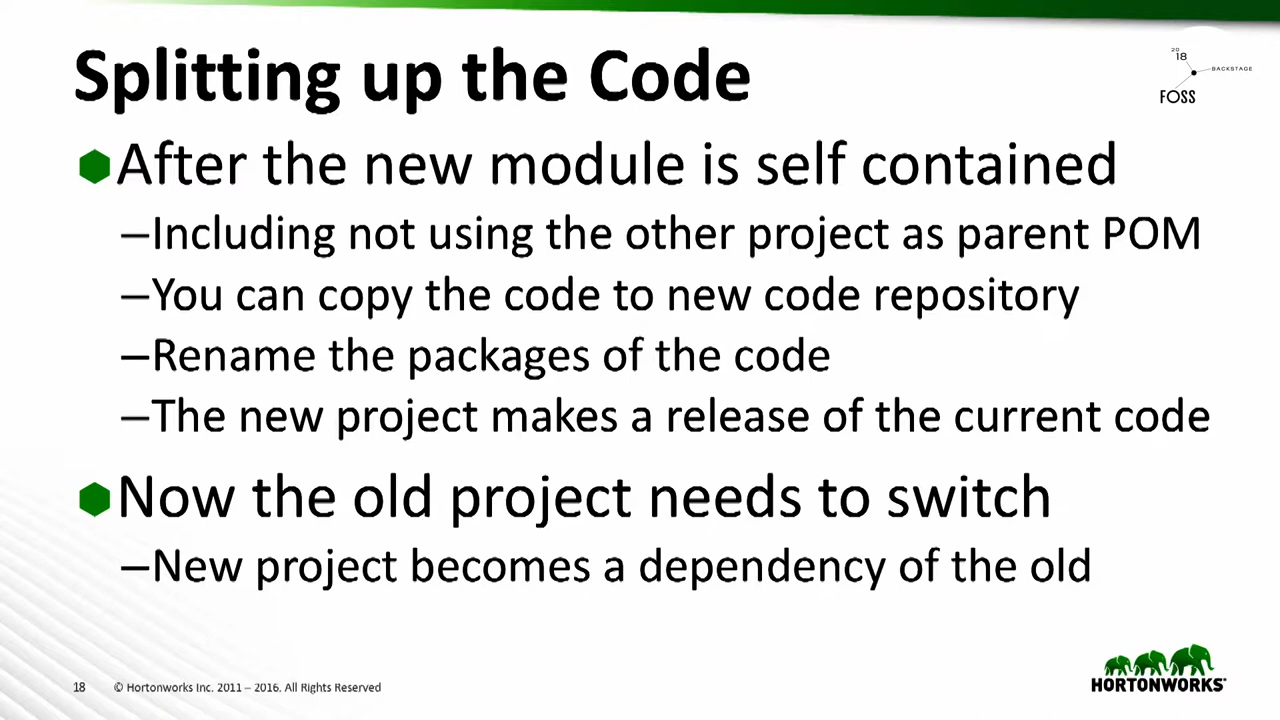 Splitting up the Code
20
18
BACKSTAGE
FOSS
After the new module is self contained
–Including not using the other project as parent POM
–You can copy the code to new code repository
–Rename the packages of the code
–The new project makes a release of the current code
Now the old project needs to switch
–New project becomes a dependency of the old
18 © Hortonworks Inc. 2011 – 2016. All Rights Reserved
HORTONWORKS